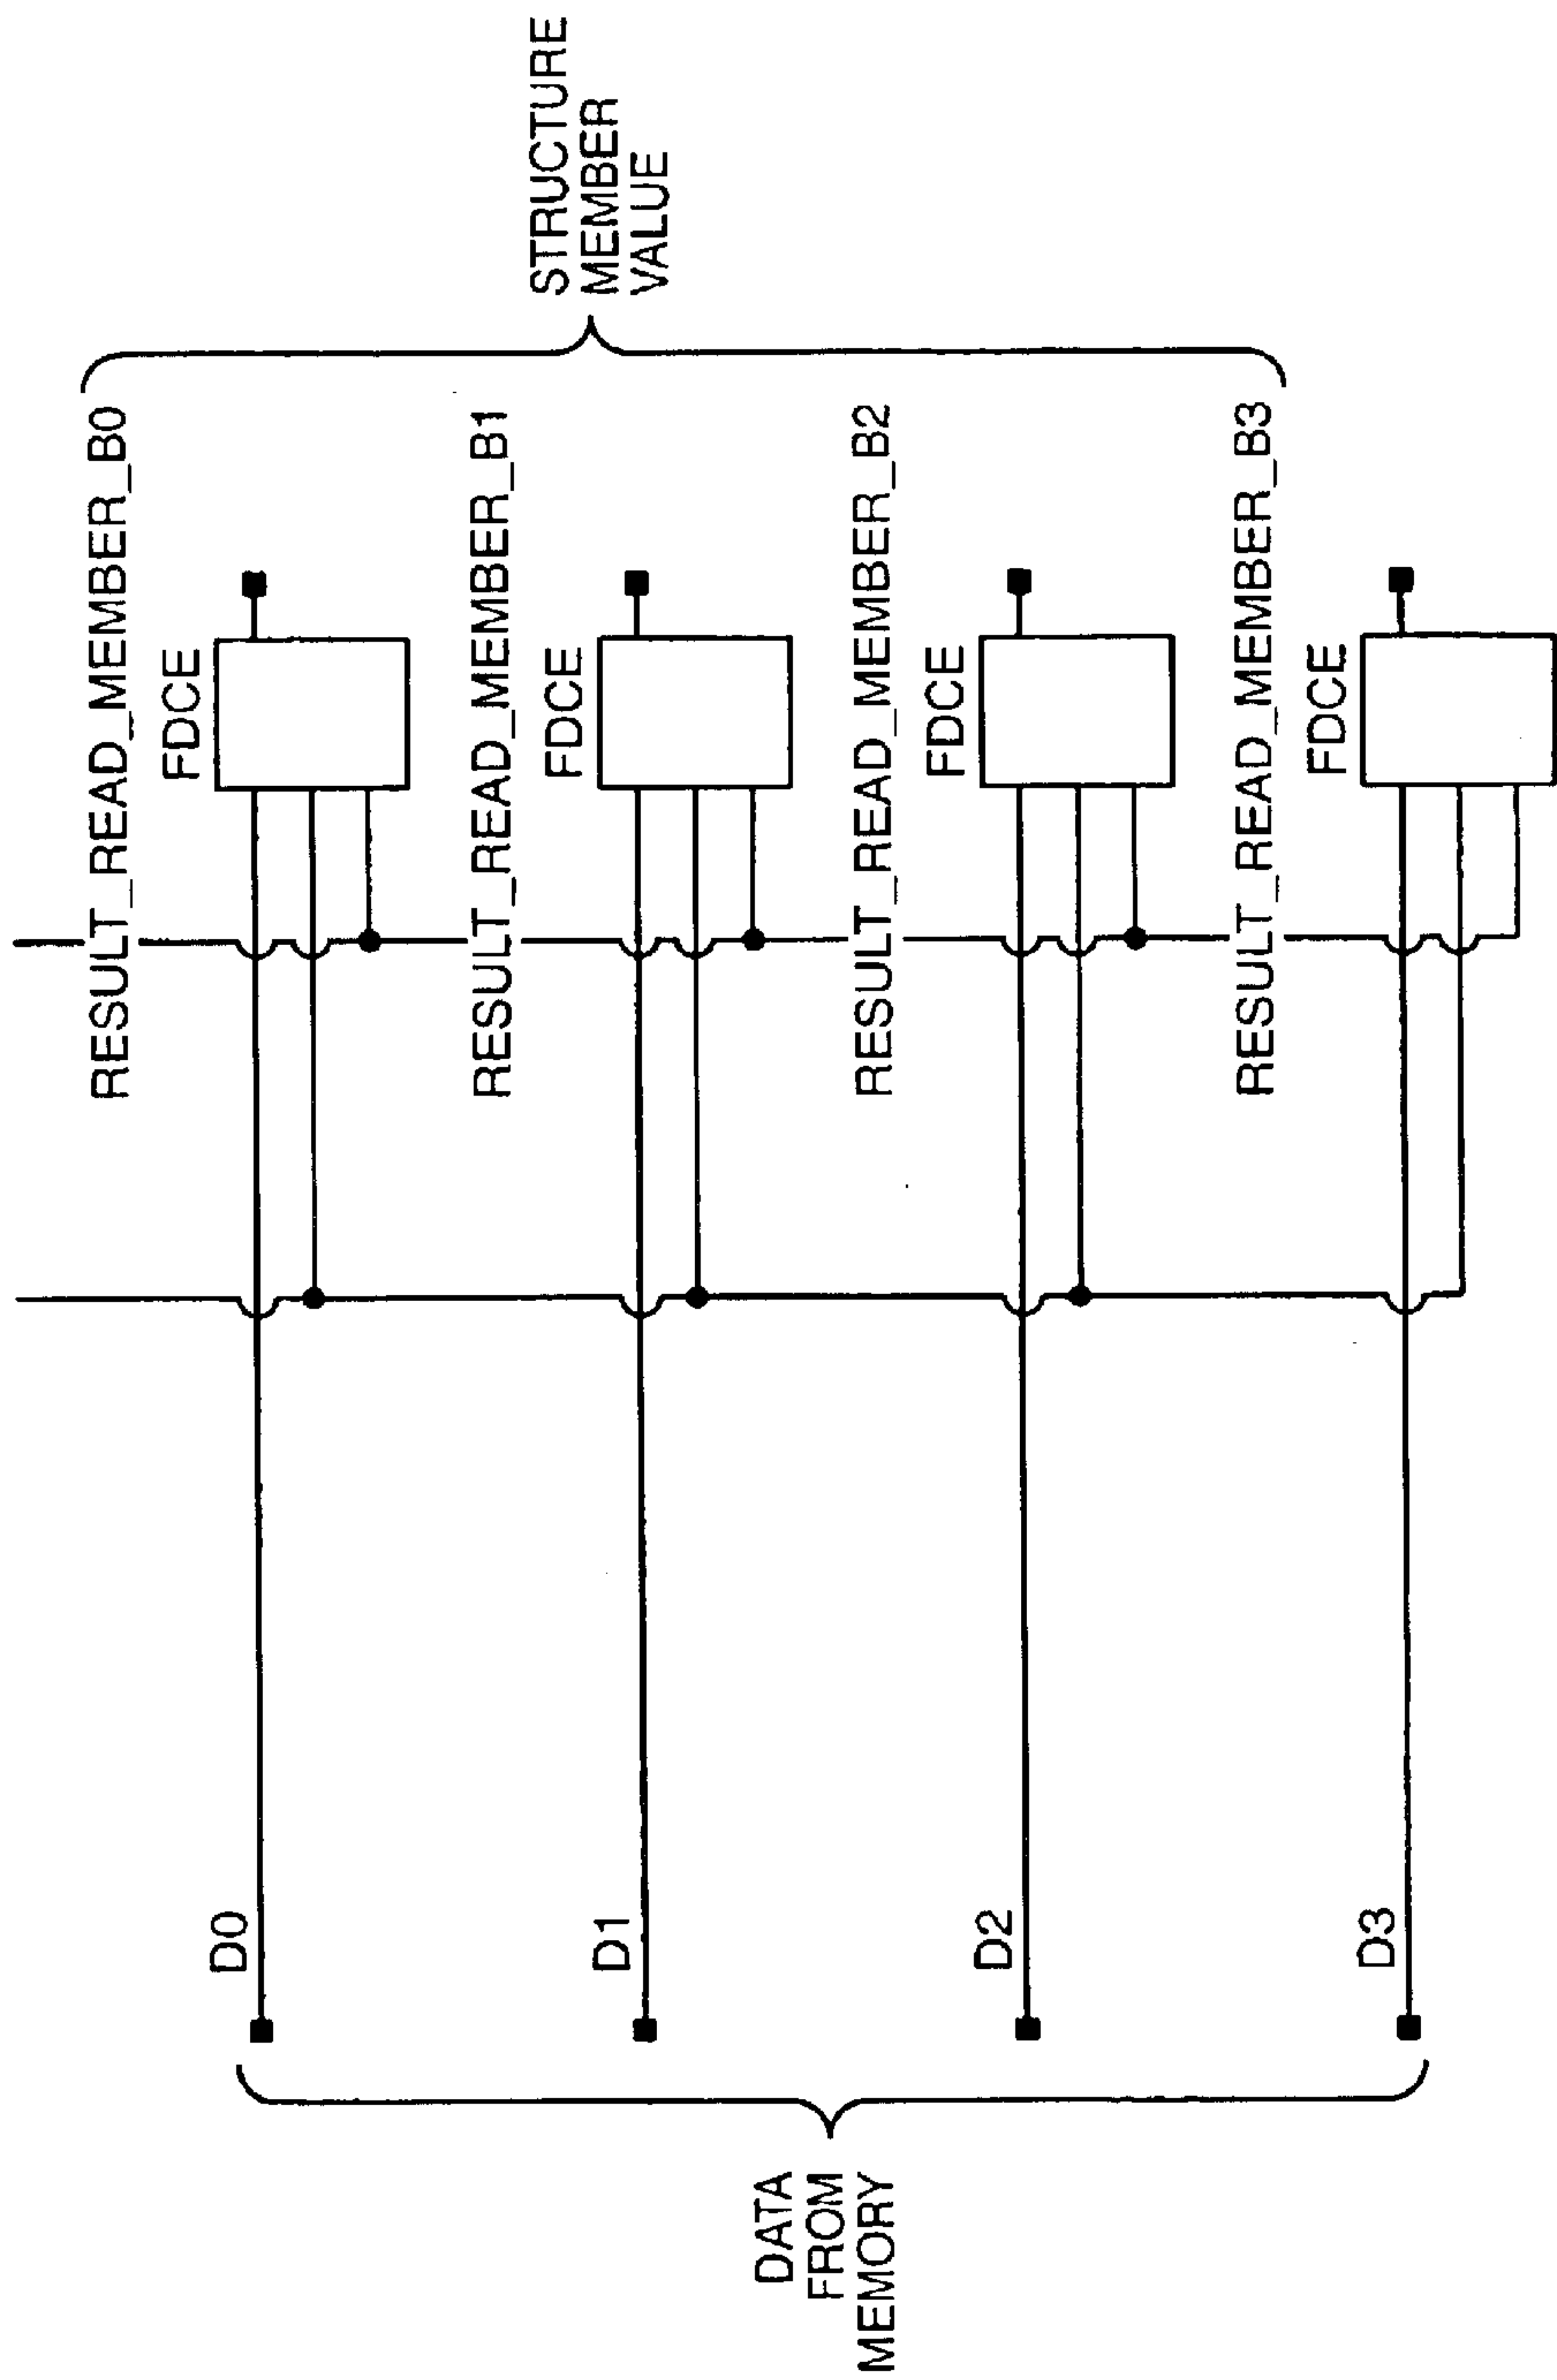 RESULT_READ_MEMBER_B0
FDCE
D0
RESULT_READ_MEMBER_B1
FDCE
D1
STRUCTURE
MEMBER
VALUE
DATA
FROM
MEMORY
RESULT_READ_MEMBER_B2
FDCE
D2
RESULT_READ_MEMBER_B3
FDCE
D3